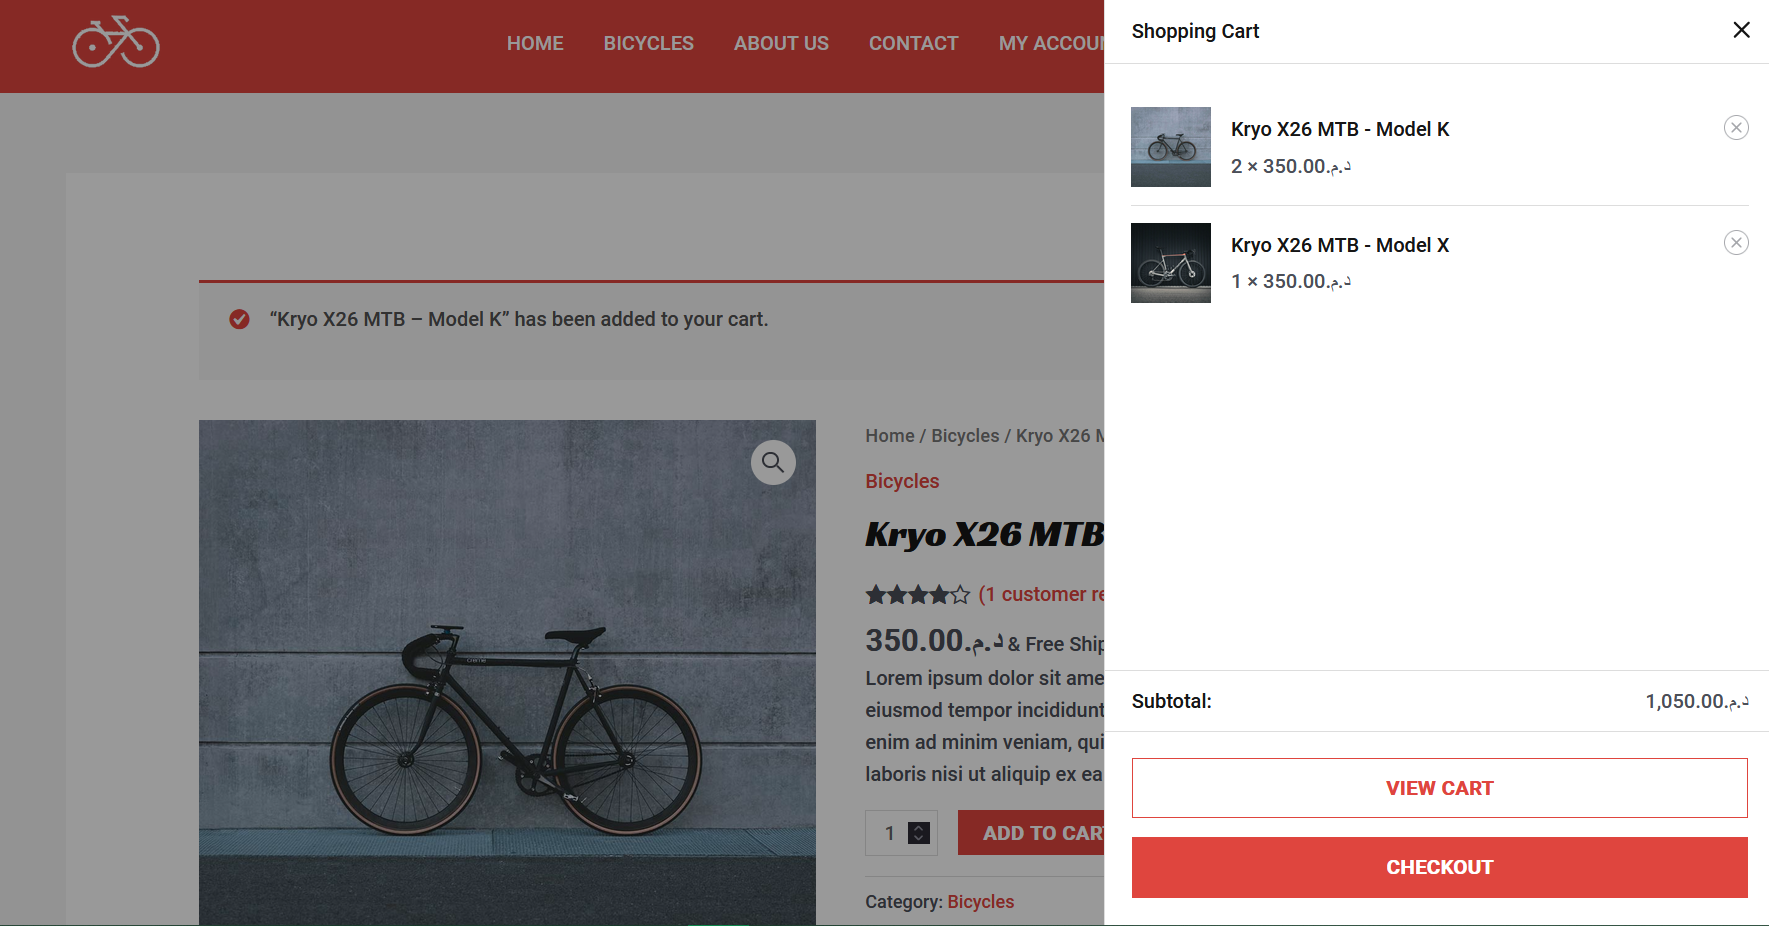 HOME BICYCLES ABOUT US CONTACT MY ACCOUN
“Kryo X26 MTB – Model K” has been added to your cart.
Home / Bicycles / Kryo X26 M
Bicycles
Kryo X26 MTB
(1 customer re
350.00د.م. & Free Ship
Lorem ipsum dolor sit ame
eiusmod tempor incididunt
enim ad minim veniam, qui
laboris nisi ut aliquip ex ea
1 ADD TO CART
Category: Bicycles
Shopping Cart
Kryo X26 MTB - Model K
2 × 350.00د.م.
Kryo X26 MTB - Model X
1 × 350.00د.م.
Subtotal: 1,050.00د.م.
VIEW CART
CHECKOUT